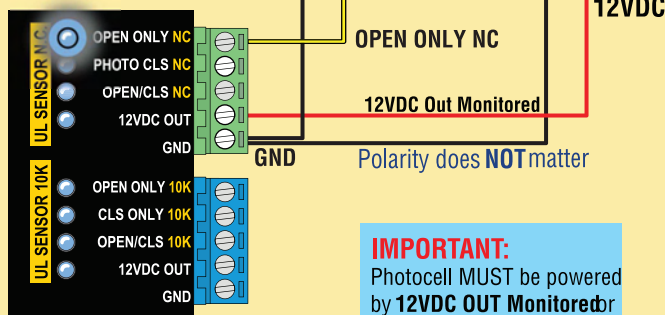 12VDC
UL SENSOR N.C.
OPEN ONLY NC
PHOTO CLS NC
OPEN/CLS NC
12VDC OUT
GND
OPEN ONLY NC
12VDC Out Monitored
GND
Polarity does NOT matter
UL SENSOR 10K
OPEN ONLY 10K
CLS ONLY 10K
OPEN/CLS 10K
12VDC OUT
GND
IMPORTANT:
Photocell MUST be powered
by 12VDC OUT Monitored or